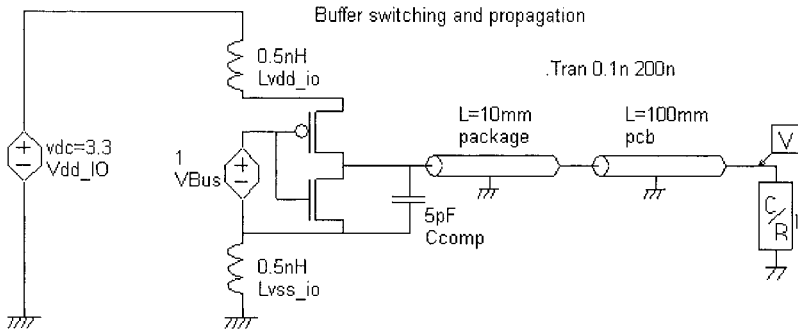 Buffer switching and propagation
0.5nH
Lvdd_io
.Tran 0.1n 200n
L=10mm
package
L=100mm
pcb
V
vdc=3.3
Vdd_IO
1
VBus
5pF
Ccomp
C/R
0.5nH
Lvss_io